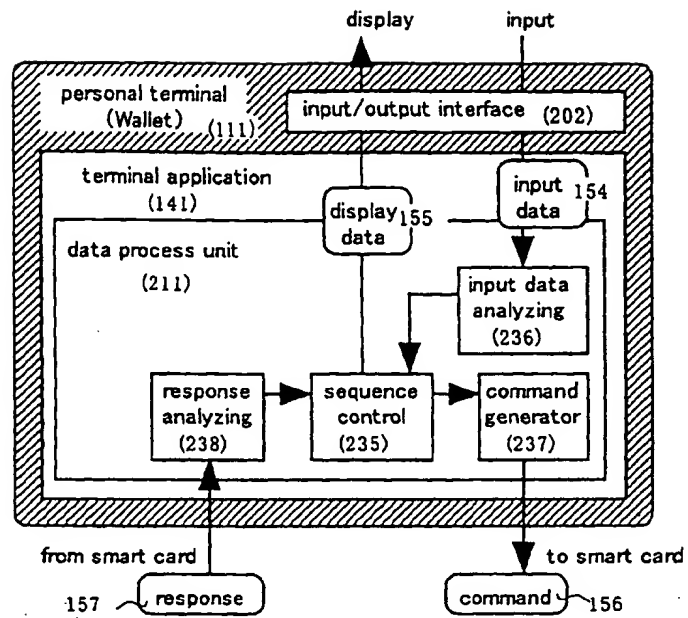 display
input
personal terminal
(Wallet) (111)
input/output interface
(202)
terminal application
(141)
display
data
155
input
data
154
data process unit
(211)
input data
analyzing
(236)
response
analyzing
(238)
sequence
control
(235)
command
generator
(237)
from smart card
to smart card
157
response
command
156